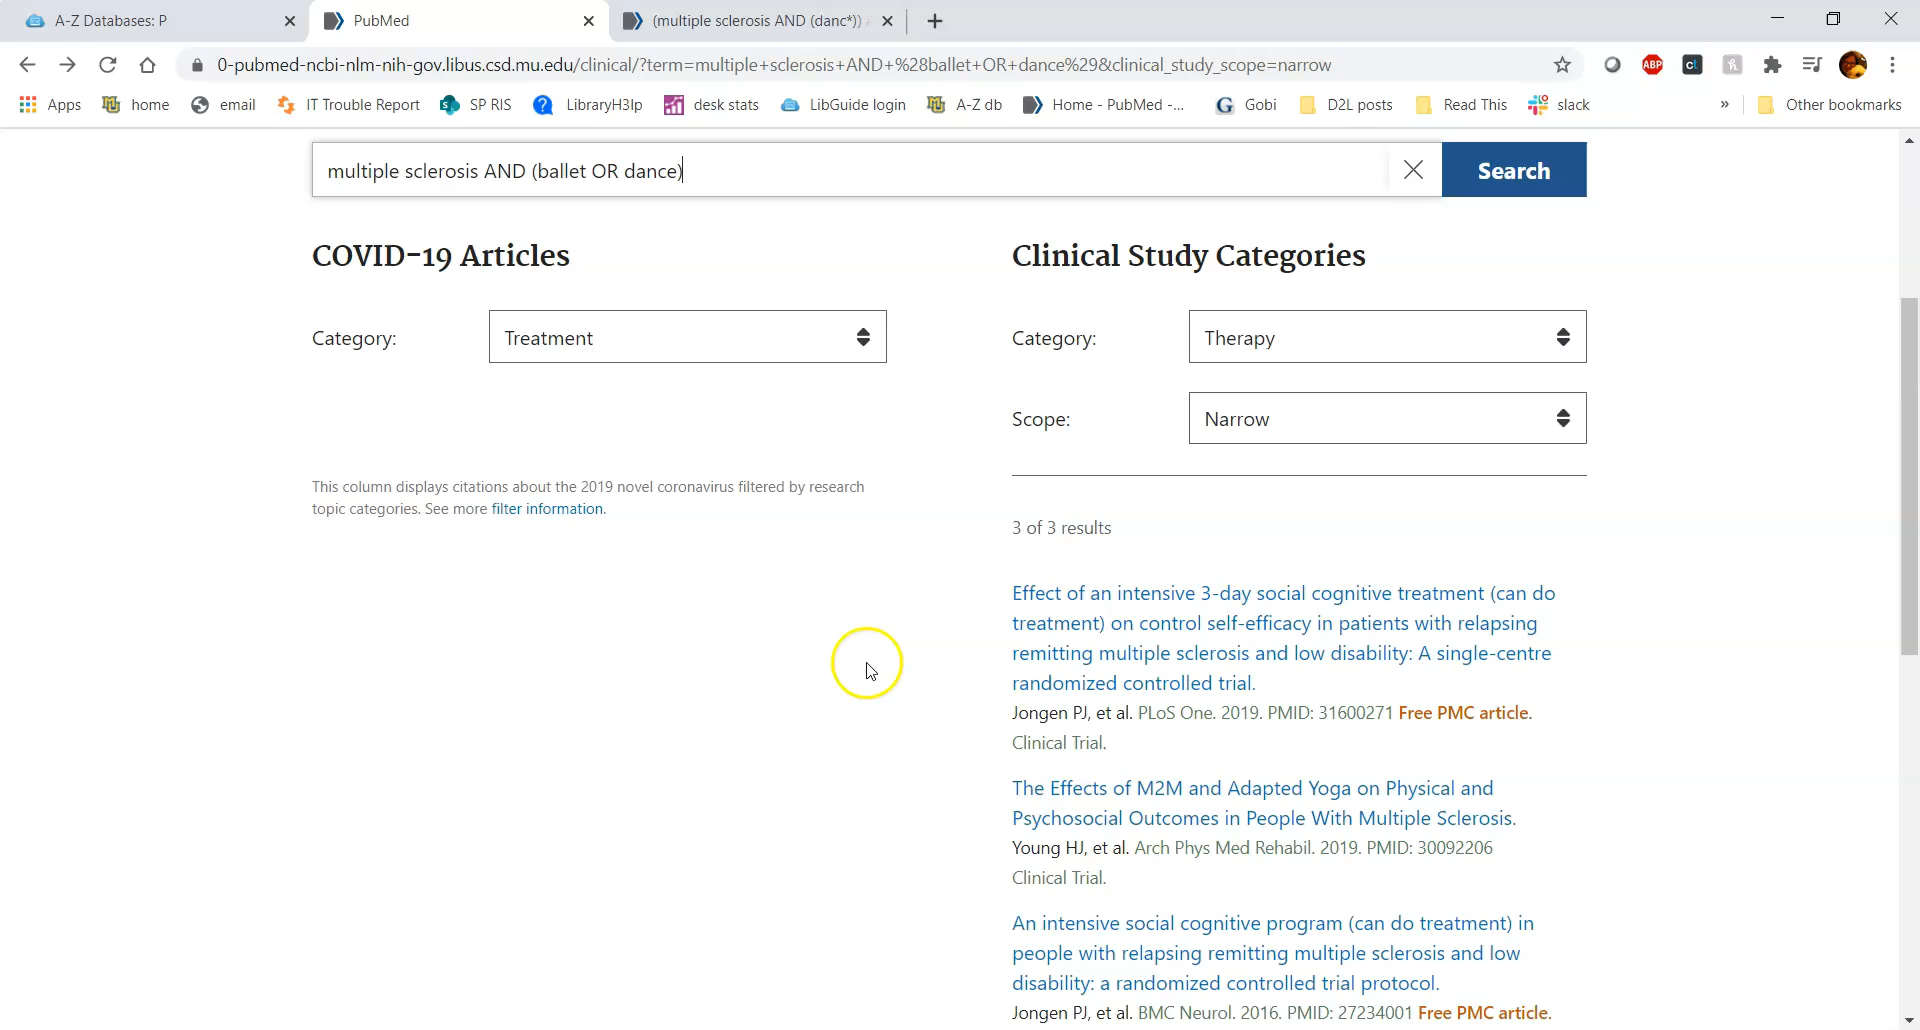 A-Z Databases: P
PubMed
(multiple sclerosis AND (danc*))
0-pubmed-ncbi-nlm-nih-gov.libus.csd.mu.edu/clinical/?term=multiple+sclerosis+AND+%28ballet+OR+dance%29&clinical_study_scope=narrow
ABP
ct
h
Apps
home
email
IT Trouble Report
SP RIS
LibraryH3lp
desk stats
LibGuide login
A-Z db
Home - PubMed -...
Gobi
D2L posts
Read This
slack
»
Other bookmarks
multiple sclerosis AND (ballet OR dance)
Search
COVID-19 Articles
Category:
Treatment
This column displays citations about the 2019 novel coronavirus filtered by research
topic categories. See more filter information.
Clinical Study Categories
Category:
Therapy
Scope:
Narrow
3 of 3 results
Effect of an intensive 3-day social cognitive treatment (can do
treatment) on control self-efficacy in patients with relapsing
remitting multiple sclerosis and low disability: A single-centre
randomized controlled trial.
Jongen PJ, et al. PLoS One. 2019. PMID: 31600271 Free PMC article.
Clinical Trial.
The Effects of M2M and Adapted Yoga on Physical and
Psychosocial Outcomes in People With Multiple Sclerosis.
Young HJ, et al. Arch Phys Med Rehabil. 2019. PMID: 30092206
Clinical Trial.
An intensive social cognitive program (can do treatment) in
people with relapsing remitting multiple sclerosis and low
disability: a randomized controlled trial protocol.
Jongen PJ, et al. BMC Neurol. 2016. PMID: 27234001 Free PMC article.